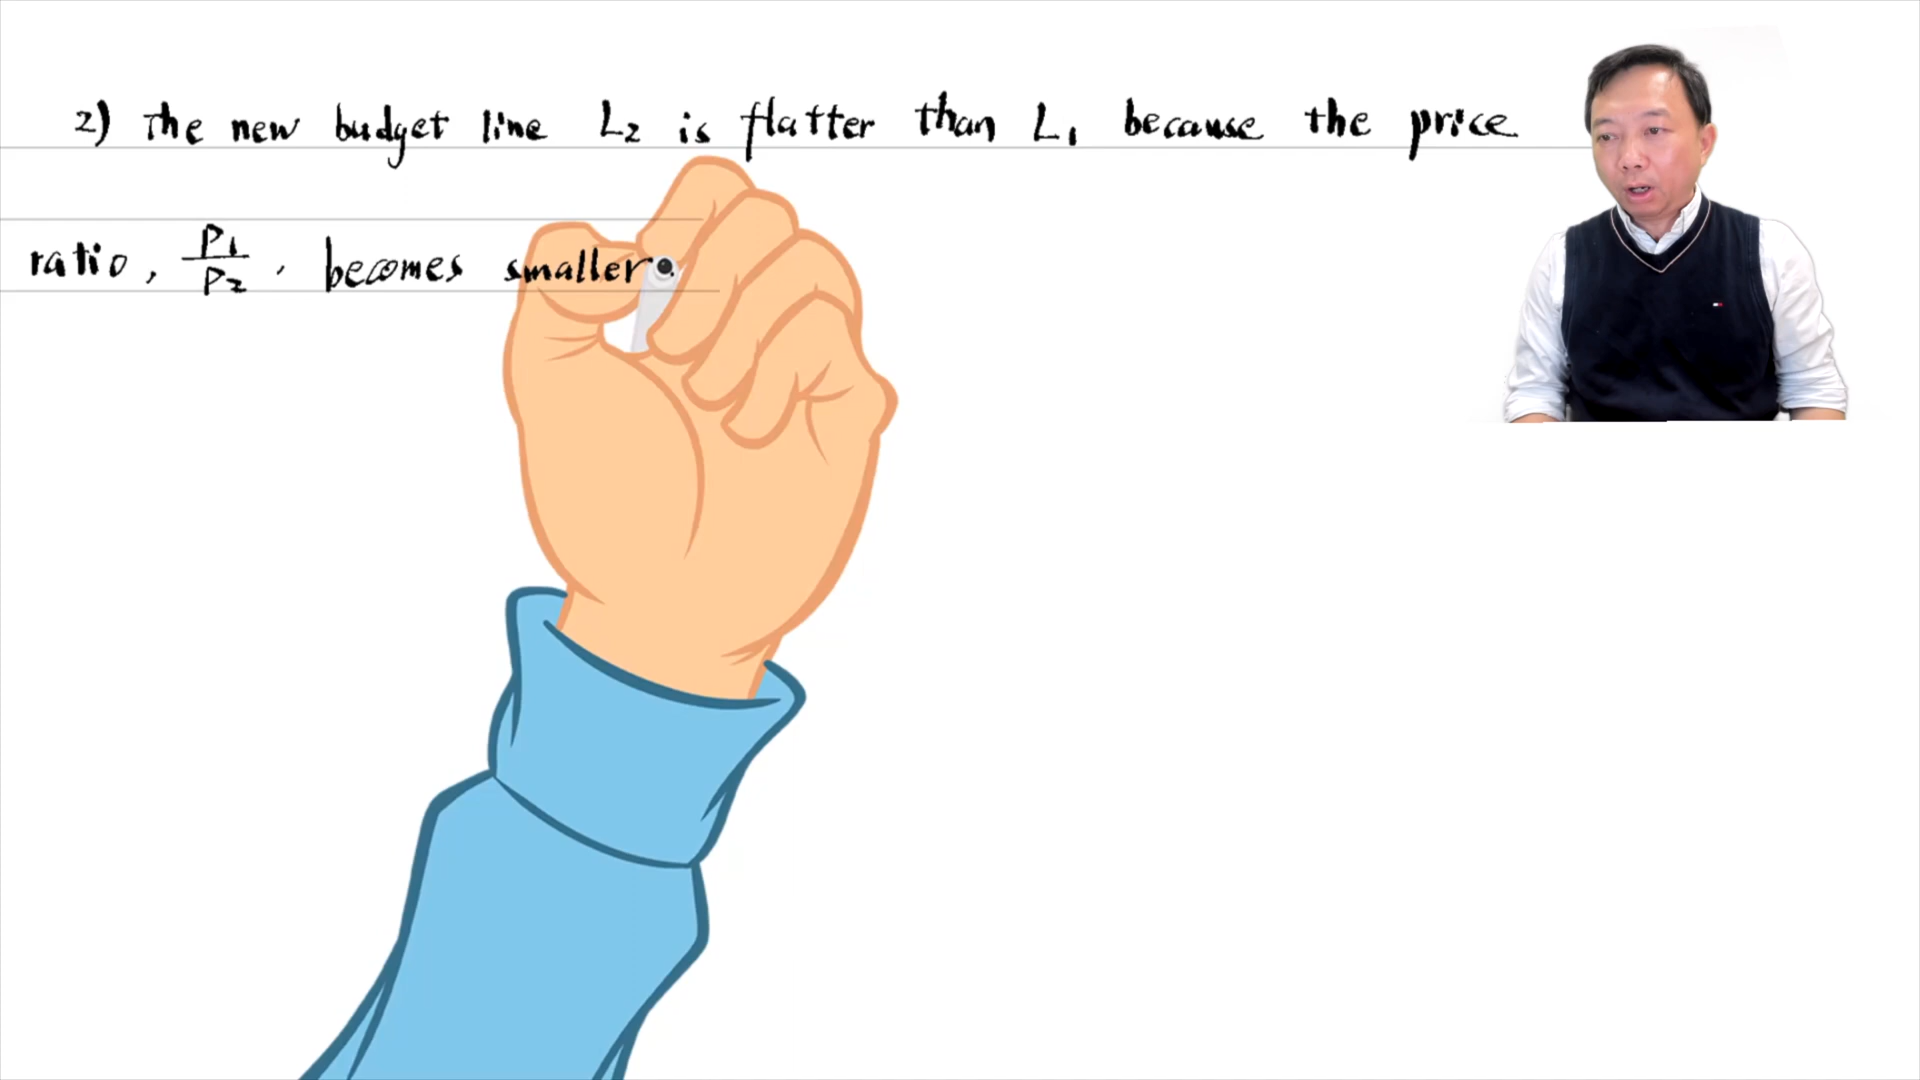 2) The new budget line L₂ is flatter than L₁ because the price
ratio, P₁/P₂, becomes smaller.